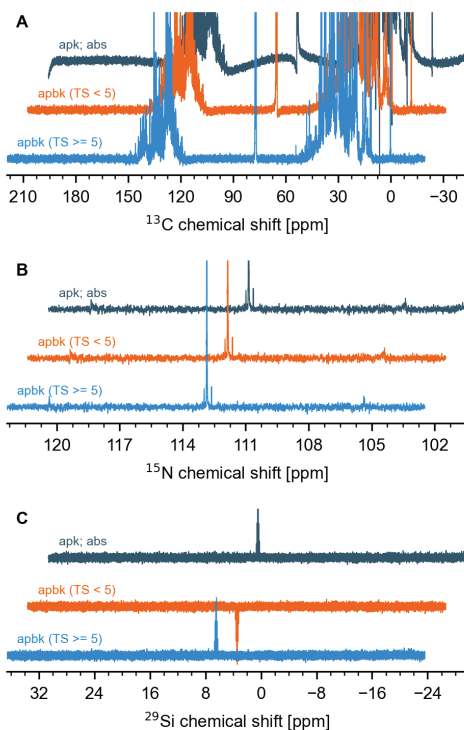 A
apk; abs
apbk (TS < 5)
apbk (TS >= 5)
210 180 150 120 90 60 30 0 −30
¹³C chemical shift [ppm]
B
apk; abs
apbk (TS < 5)
apbk (TS >= 5)
120 117 114 111 108 105 102
¹⁵N chemical shift [ppm]
C
apk; abs
apbk (TS < 5)
apbk (TS >= 5)
32 24 16 8 0 −8 −16 −24
²⁹Si chemical shift [ppm]